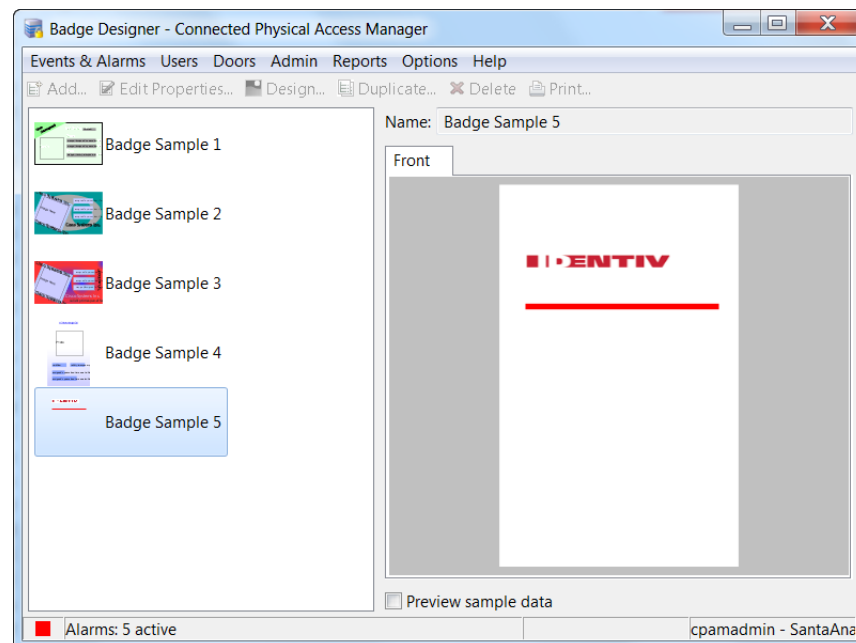 Badge Designer - Connected Physical Access Manager
Events & Alarms Users Doors Admin Reports Options Help
Add... Edit Properties... Design... Duplicate... Delete Print...
Badge Sample 1
Badge Sample 2
Badge Sample 3
Badge Sample 4
Badge Sample 5
Name: Badge Sample 5
Front
IDENTIV
Preview sample data
Alarms: 5 active
cpamadmin - SantaAna